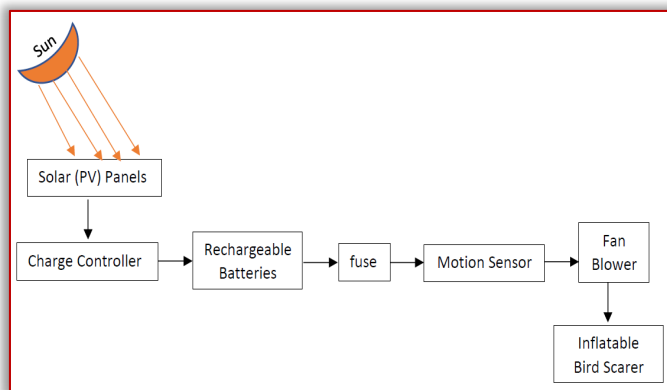 Sun
Solar (PV) Panels
Charge Controller
Rechargeable
Batteries
fuse
Motion Sensor
Fan
Blower
Inflatable
Bird Scarer